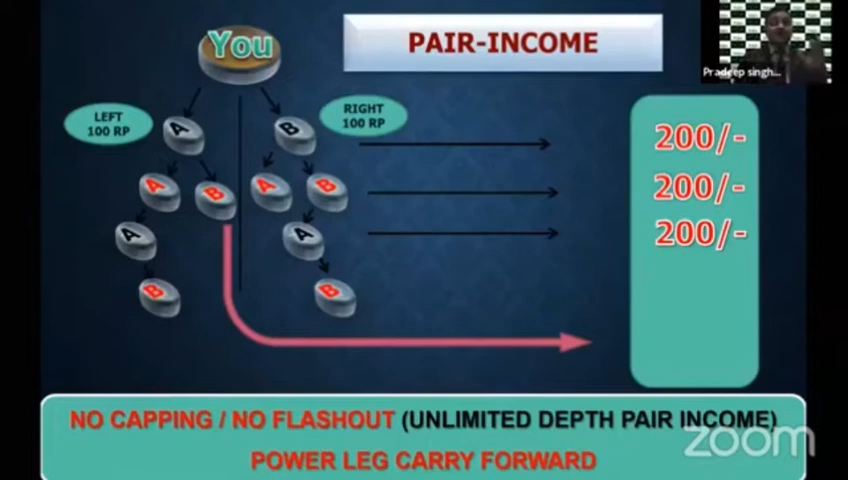 You
PAIR-INCOME
Pradeep singh...
LEFT
100 RP
RIGHT
100 RP
A
B
200/-
A
B
A
B
200/-
A
A
200/-
B
B
NO CAPPING / NO FLASHOUT (UNLIMITED DEPTH PAIR INCOME)
zoom
POWER LEG CARRY FORWARD